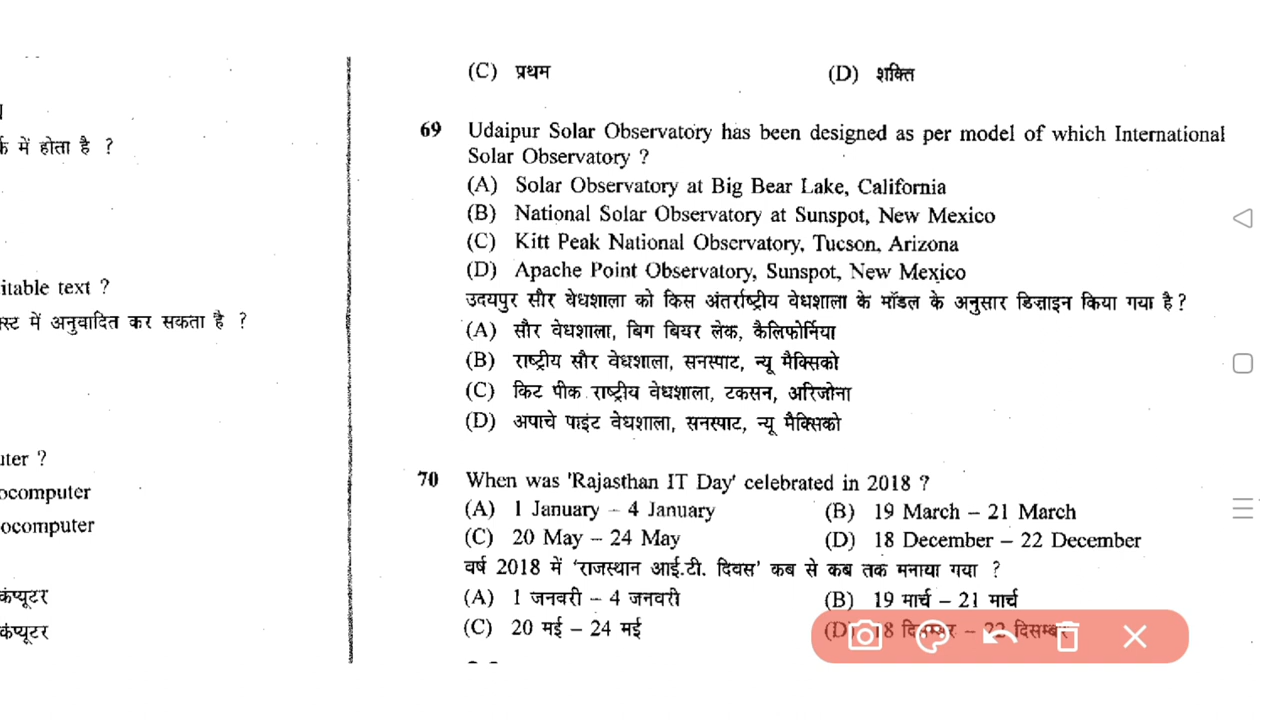 (C) प्रथम (D) शक्ति
में होता है ?
itable text ?
स्ट में अनुवादित कर सकता है ?
uter ?
ocomputer
ocomputer
कंप्यूटर
कंप्यूटर
69 Udaipur Solar Observatory has been designed as per model of which International
Solar Observatory ?
(A) Solar Observatory at Big Bear Lake, California
(B) National Solar Observatory at Sunspot, New Mexico
(C) Kitt Peak National Observatory, Tucson, Arizona
(D) Apache Point Observatory, Sunspot, New Mexico
उदयपुर सौर वेधशाला को किस अंतर्राष्ट्रीय वेधशाला के मॉडल के अनुसार डिज़ाइन किया गया है ?
(A) सौर वेधशाला, बिग बियर लेक, कैलिफोर्निया
(B) राष्ट्रीय सौर वेधशाला, सनस्पाट, न्यू मैक्सिको
(C) किट पीक राष्ट्रीय वेधशाला, टकसन, अरिजोना
(D) अपाचे पाइंट वेधशाला, सनस्पाट, न्यू मैक्सिको
70 When was 'Rajasthan IT Day' celebrated in 2018 ?
(A) 1 January – 4 January (B) 19 March – 21 March
(C) 20 May – 24 May (D) 18 December – 22 December
वर्ष 2018 में 'राजस्थान आई.टी. दिवस' कब से कब तक मनाया गया ?
(A) 1 जनवरी – 4 जनवरी (B) 19 मार्च – 21 मार्च
(C) 20 मई – 24 मई (D) 18 दिसम्बर – 22 दिसम्बर